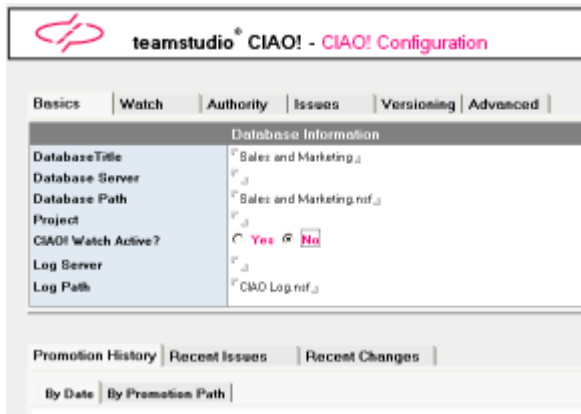 teamstudio® CIAO! - CIAO! Configuration
Basics Watch Authority Issues Versioning Advanced
Database Information
DatabaseTitle Sales and Marketing
Database Server
Database Path Sales and Marketing.nsf
Project
CIAO! Watch Active? Yes No
Log Server
Log Path CIAO Log.nsf
Promotion History Recent Issues Recent Changes
By Date By Promotion Path